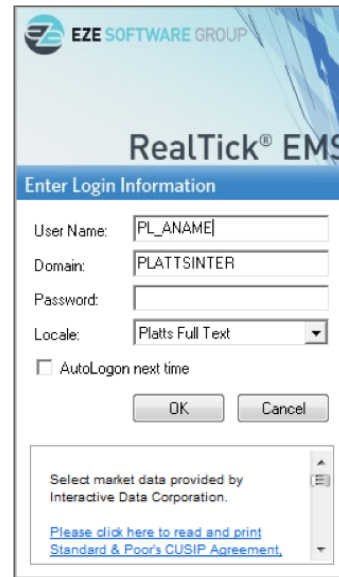 EZE SOFTWARE GROUP
RealTick® EMS
Enter Login Information
User Name: PL_ANAME
Domain: PLATTSINTER
Password:
Locale: Platts Full Text
AutoLogon next time
OK Cancel
Select market data provided by
Interactive Data Corporation.
Please click here to read and print
Standard & Poor's CUSIP Agreement,